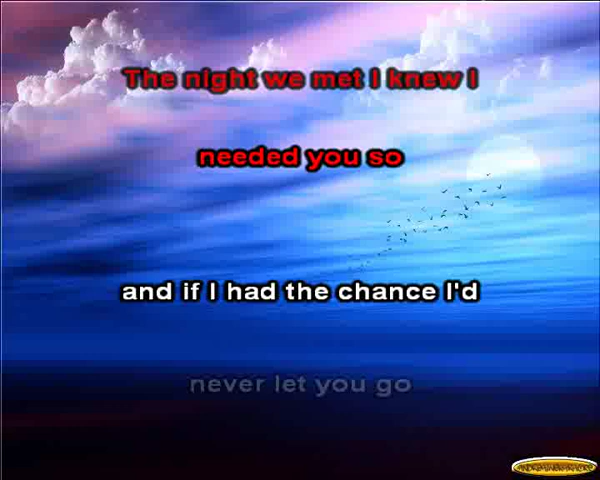 The night we met I knew I
needed you so
and if I had the chance I'd
never let you go